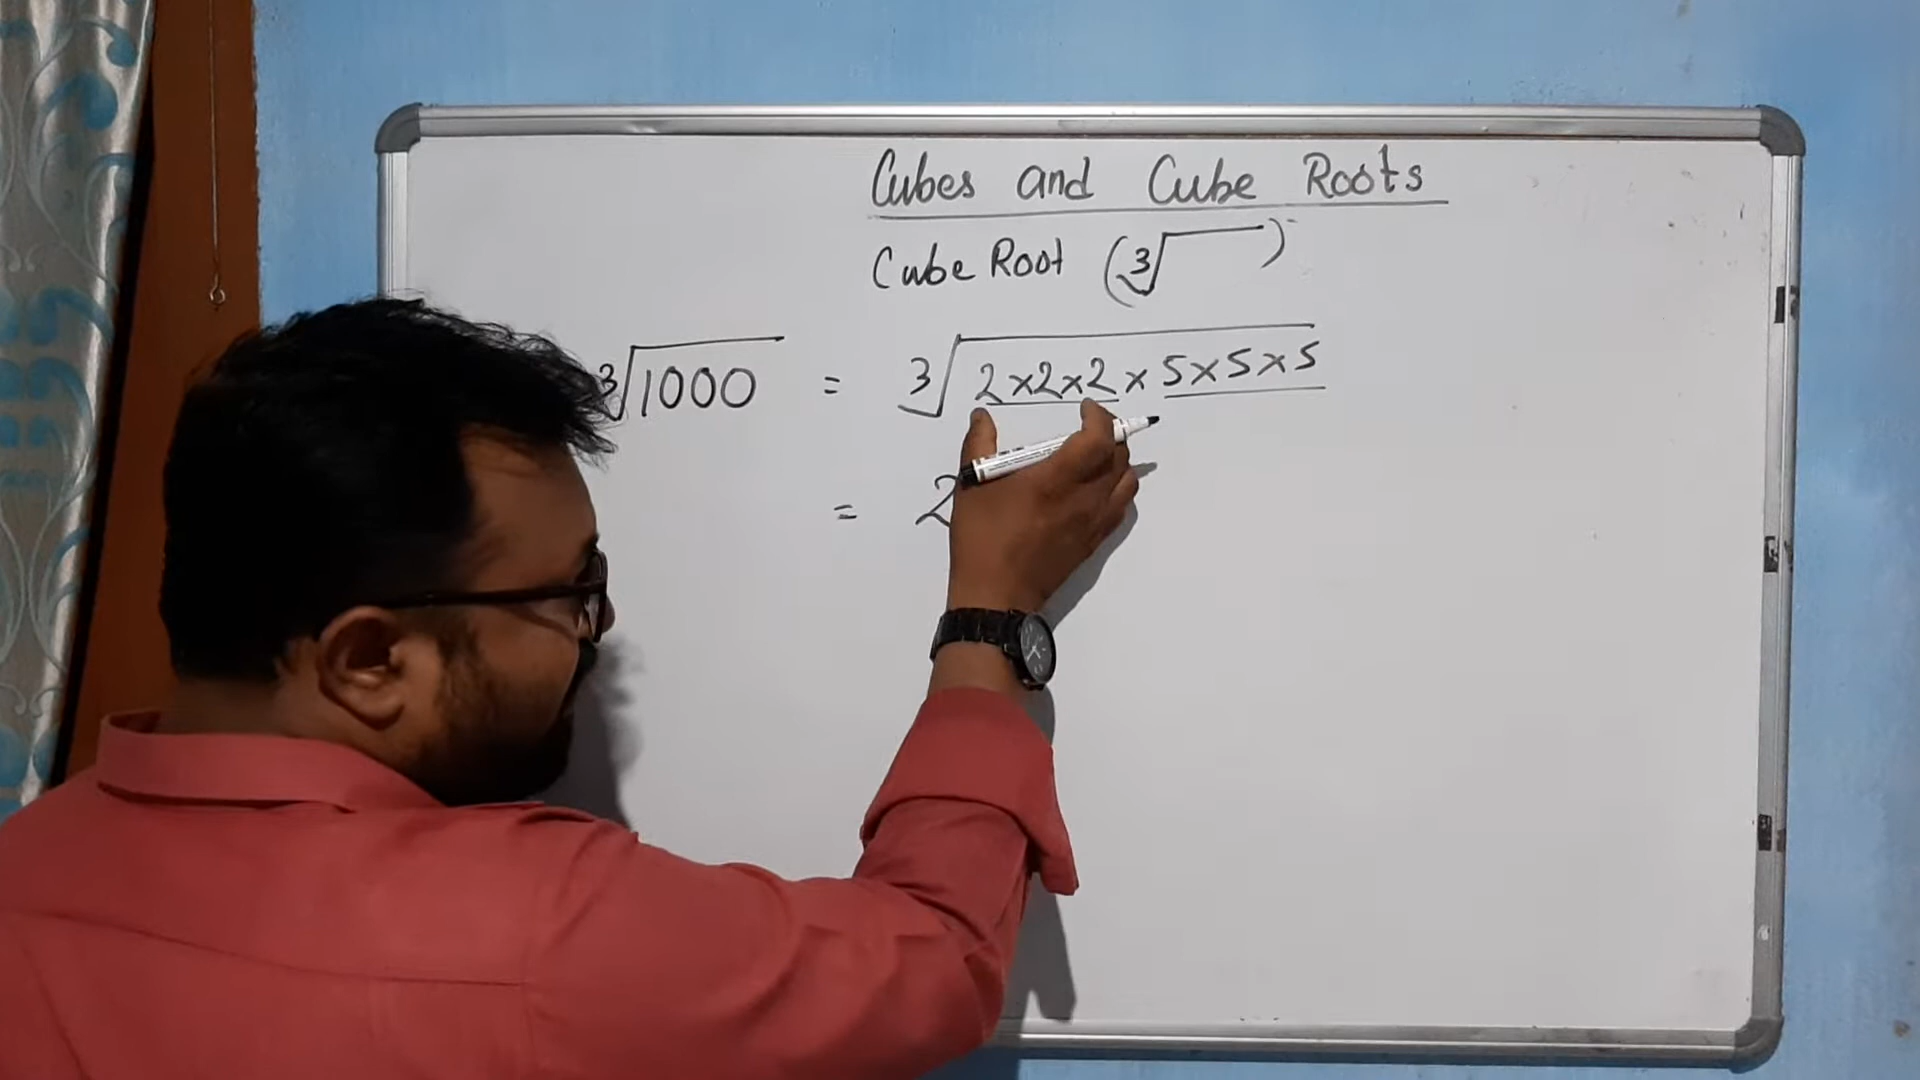 Cubes and Cube Roots
Cube Root (∛ )
∛1000 = ∛2×2×2×5×5×5
= 2